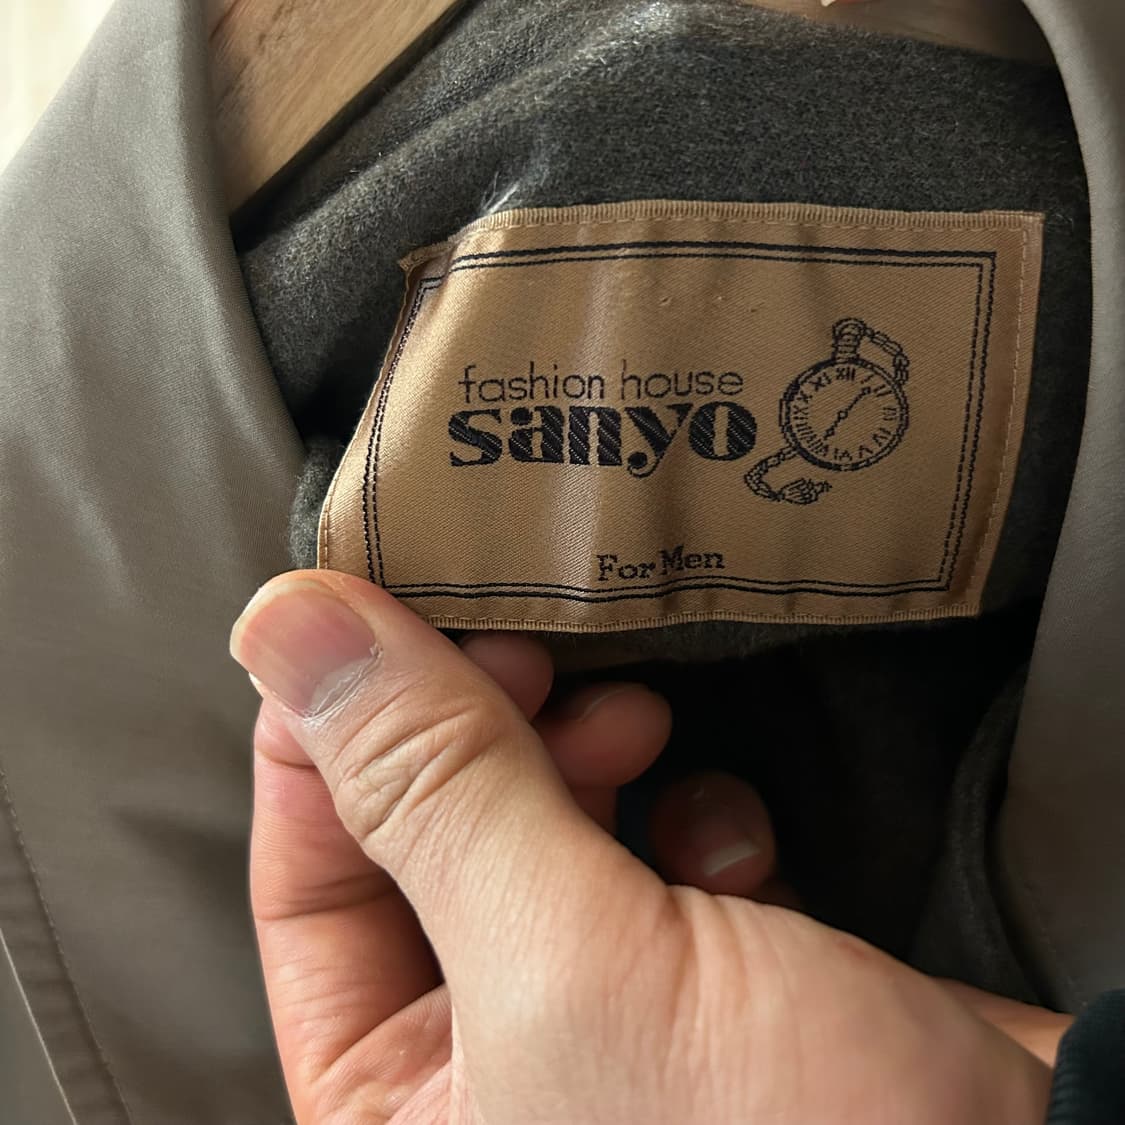 fashion house
sanyo
For Men